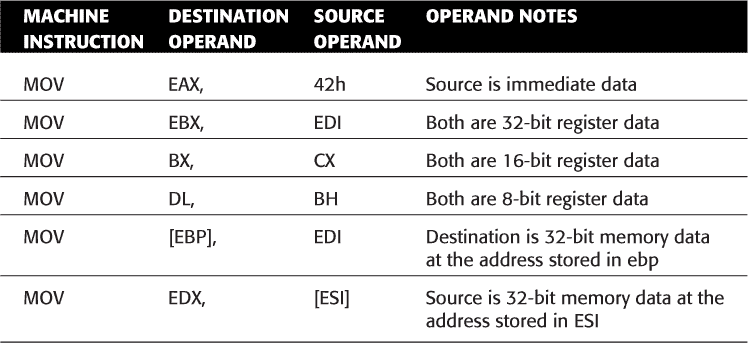 MACHINE DESTINATION SOURCE OPERAND NOTES
INSTRUCTION OPERAND OPERAND
MOV EAX, 42h Source is immediate data
MOV EBX, EDI Both are 32-bit register data
MOV BX, CX Both are 16-bit register data
MOV DL, BH Both are 8-bit register data
MOV [EBP], EDI Destination is 32-bit memory data
at the address stored in ebp
MOV EDX, [ESI] Source is 32-bit memory data at the
address stored in ESI